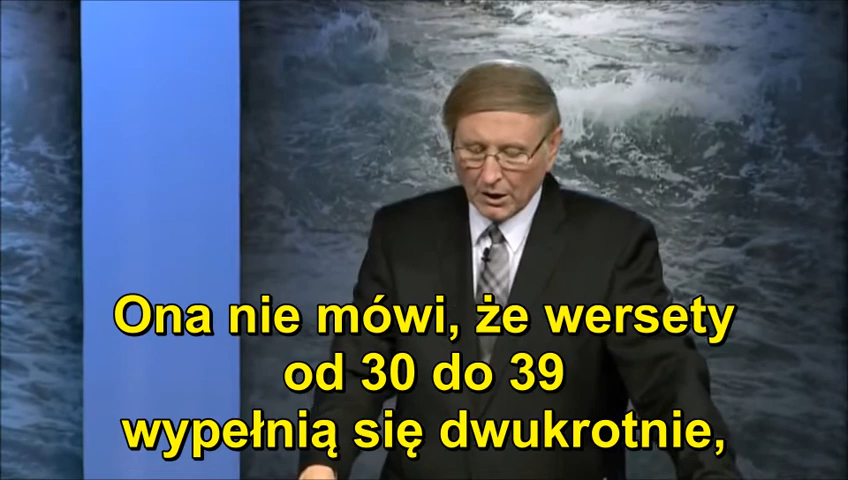 Ona nie mówi, że wersety
od 30 do 39
wypełnią się dwukrotnie,